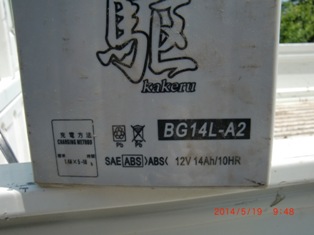 駆
kakeru
充電方法
CHARGING METHOD
BG14L-A2
Pb
Pb
SAE ABS >ABS< 12V 14Ah/10HR
2014/5/19 9:48